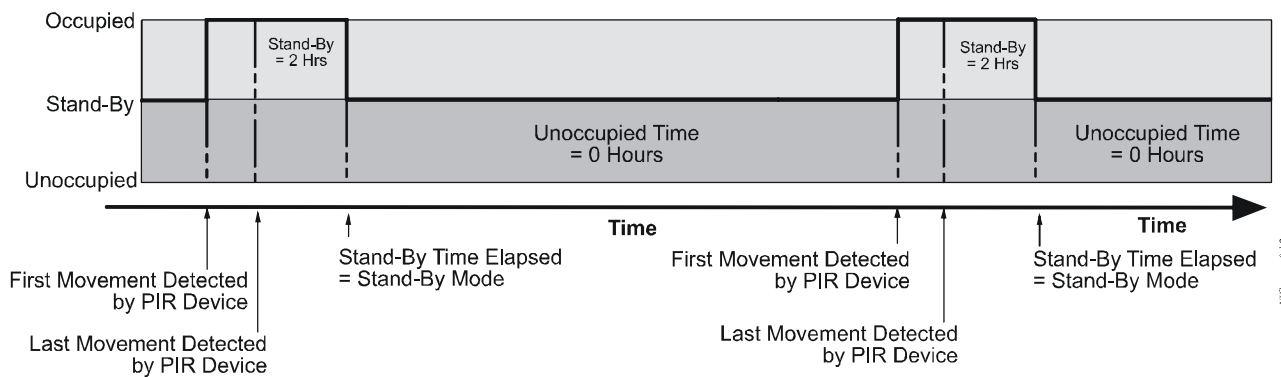 Occupied
Stand-By
= 2 Hrs
Stand-By
= 2 Hrs
Stand-By
Unoccupied Time
= 0 Hours
Unoccupied Time
= 0 Hours
Unoccupied
Time
Time
First Movement Detected
by PIR Device
Stand-By Time Elapsed
= Stand-By Mode
First Movement Detected
by PIR Device
Stand-By Time Elapsed
= Stand-By Mode
Last Movement Detected
by PIR Device
Last Movement Detected
by PIR Device